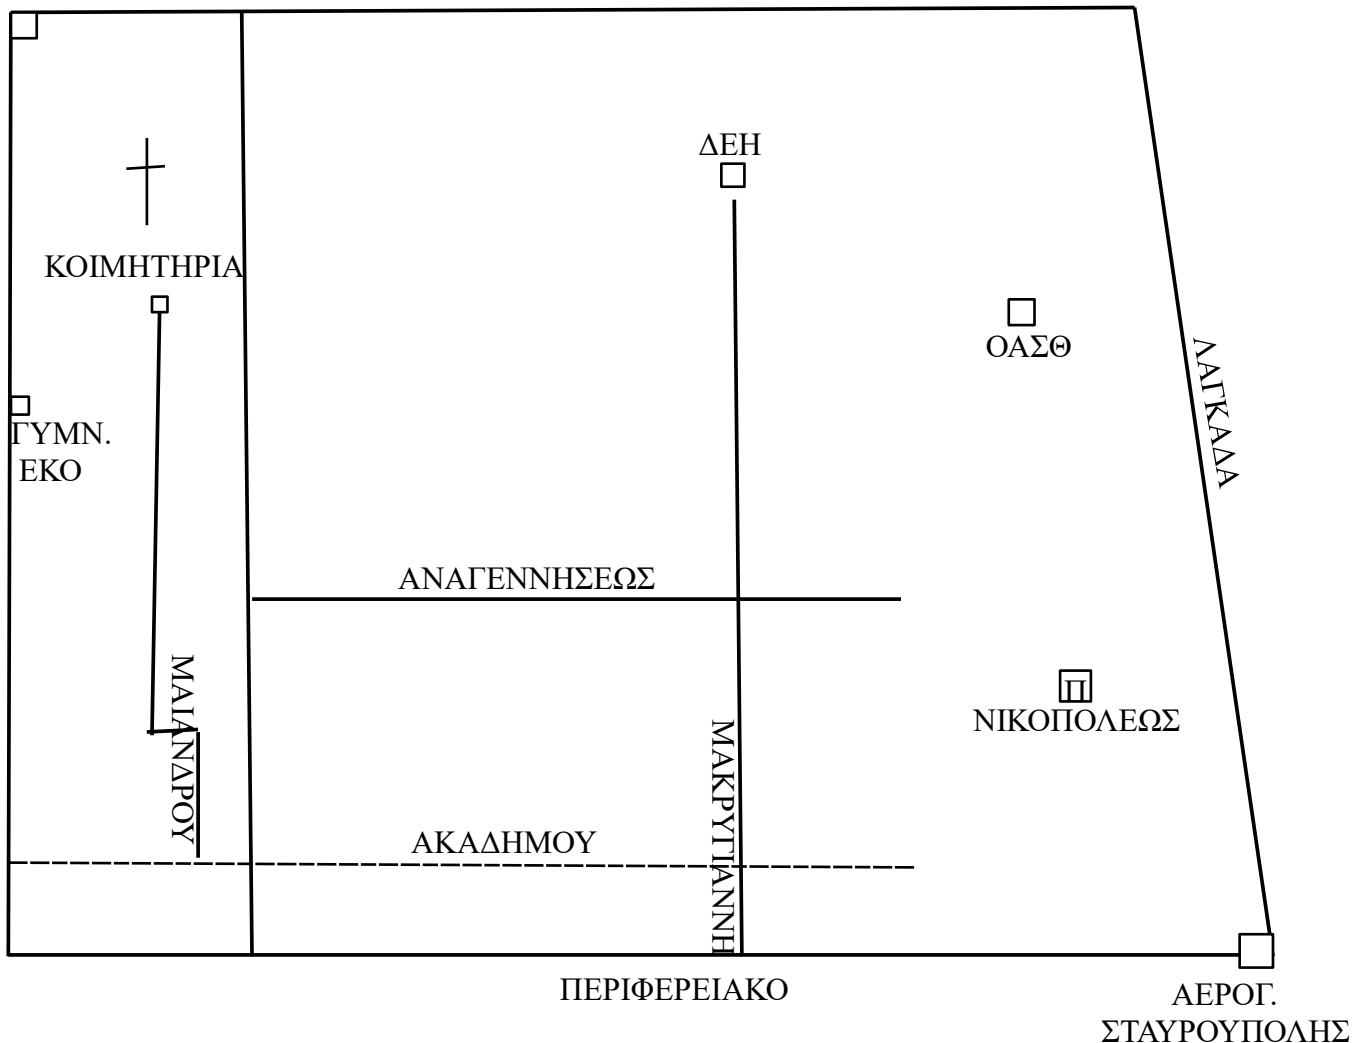 ΔΕΗ
ΚΟΙΜΗΤΗΡΙΑ
ΟΑΣΘ
ΛΑΓΚΑΔΑ
ΓΥΜΝ.
ΕΚΟ
ΑΝΑΓΕΝΝΗΣΕΩΣ
ΜΑΙΑΝΔΡΟΥ
Π
ΝΙΚΟΠΟΛΕΩΣ
ΜΑΚΡΥΓΙΑΝΝΗ
ΑΚΑΔΗΜΟΥ
ΠΕΡΙΦΕΡΕΙΑΚΟ
ΑΕΡΟΓ.
ΣΤΑΥΡΟΥΠΟΛΗΣ